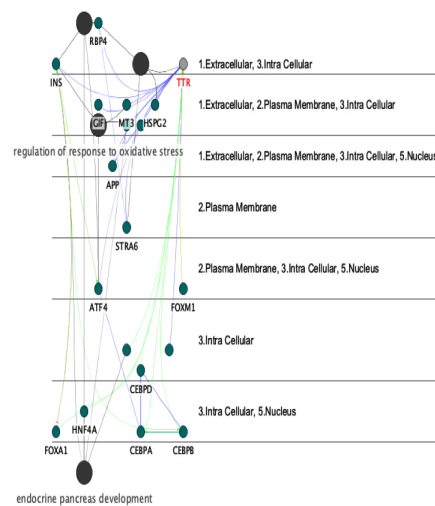 RBP4
1.Extracellular, 3.Intra Cellular
INS
TTR
1.Extracellular, 2.Plasma Membrane, 3.Intra Cellular
GIF MT3 HSPG2
regulation of response to oxidative stress
1.Extracellular, 2.Plasma Membrane, 3.Intra Cellular, 5.Nucleus
APP
2.Plasma Membrane
STRA6
2.Plasma Membrane, 3.Intra Cellular, 5.Nucleus
ATF4
FOXM1
3.Intra Cellular
CEBPD
3.Intra Cellular, 5.Nucleus
HNF4A
FOXA1
CEBPA
CEBPB
endocrine pancreas development